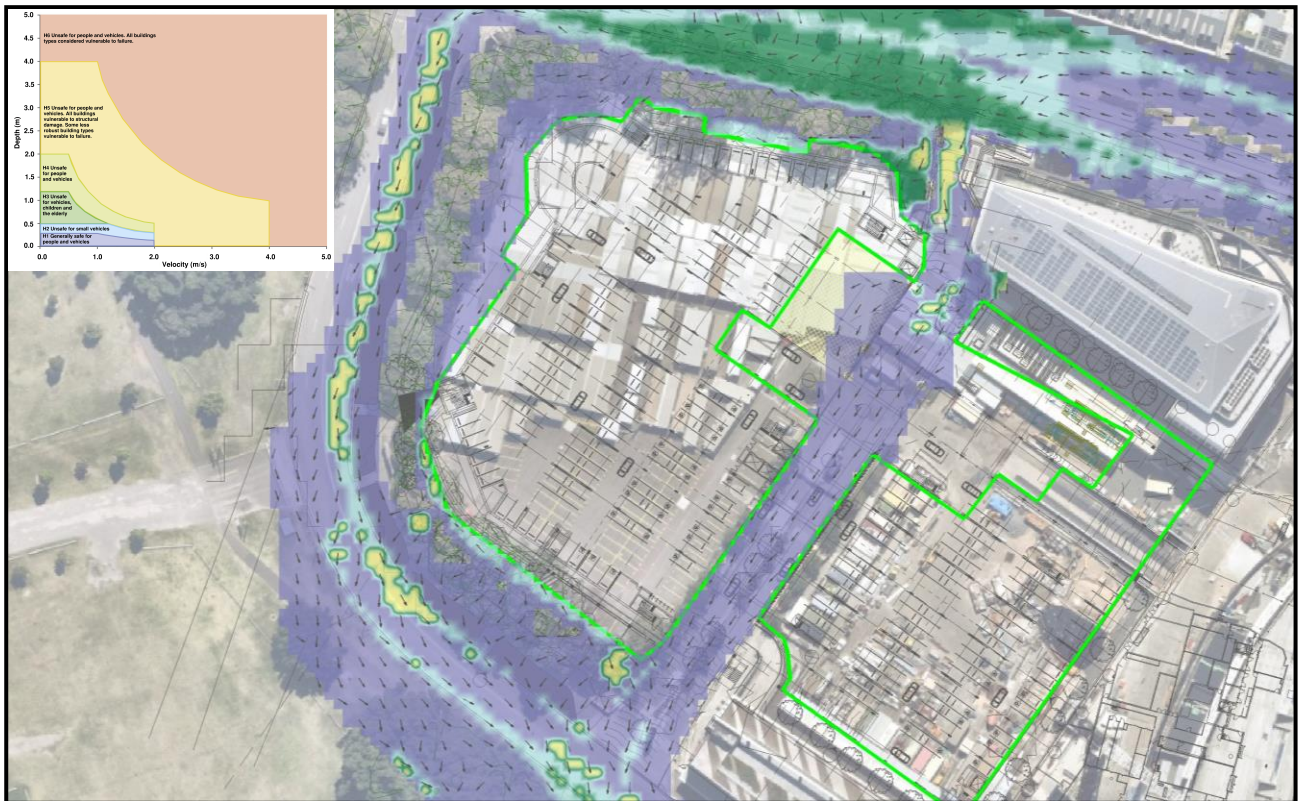 5.0
4.5
4.0
3.5
3.0
2.5
2.0
1.5
1.0
0.5
0.0
Depth (m)
H6 Unsafe for people and vehicles. All buildings
types considered vulnerable to failure.
H5 Unsafe for people and
vehicles. All buildings
vulnerable to structural
damage. Some less
robust building types
vulnerable to failure.
H4 Unsafe
for people
and vehicles
H3 Unsafe
for vehicles,
children and
the elderly
H2 Unsafe for small vehicles
H1 Generally safe for
people and vehicles
0.0 1.0 2.0 3.0 4.0 5.0
Velocity (m/s)